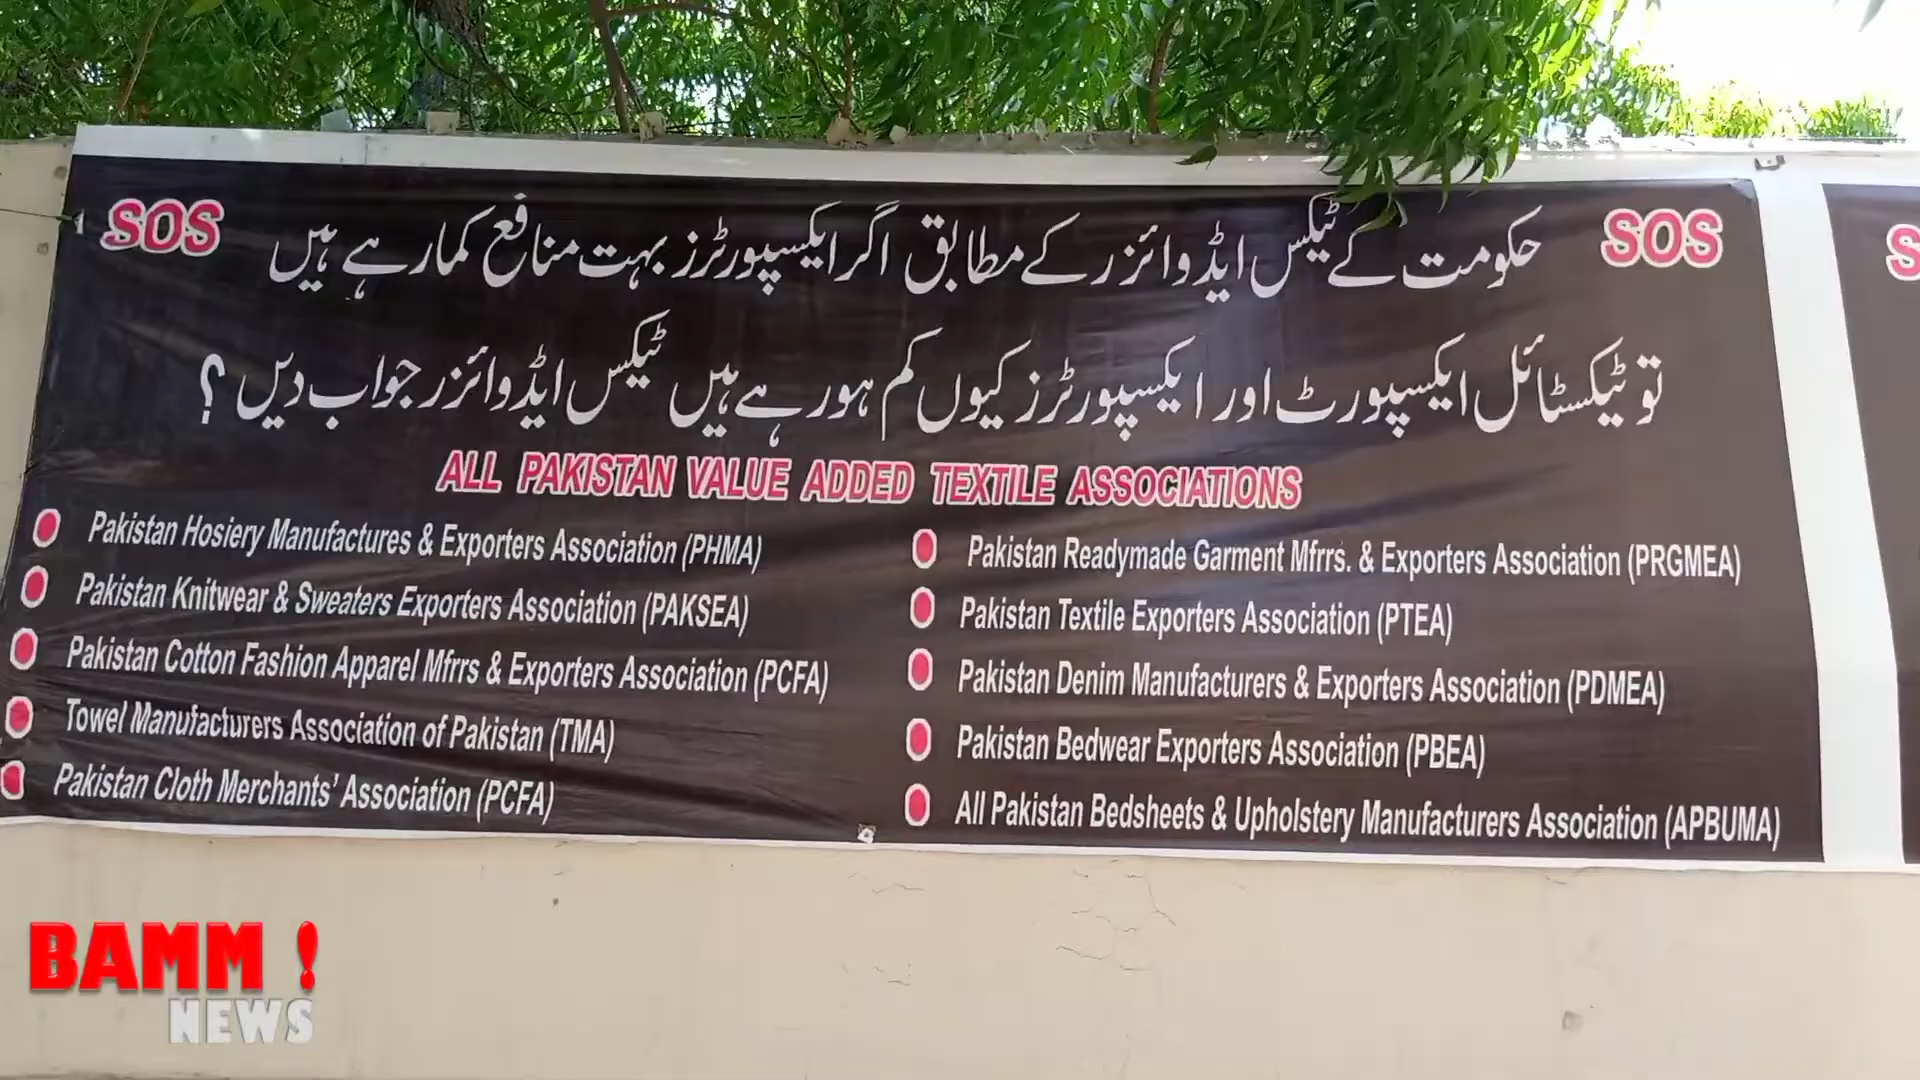 SOS حکومت کے ٹیکس ایڈوائزر کے مطابق اگر ایکسپورٹرز بہت منافع کما رہے ہیں SOS
تو ٹیکسٹائل ایکسپورٹ اور ایکسپورٹرز کیوں کم ہو رہے ہیں ٹیکس ایڈوائزر جواب دیں ؟
ALL PAKISTAN VALUE ADDED TEXTILE ASSOCIATIONS
Pakistan Hosiery Manufactures & Exporters Association (PHMA)
Pakistan Knitwear & Sweaters Exporters Association (PAKSEA)
Pakistan Cotton Fashion Apparel Mfrrs & Exporters Association (PCFA)
Towel Manufacturers Association of Pakistan (TMA)
Pakistan Cloth Merchants' Association (PCFA)
Pakistan Readymade Garment Mfrrs. & Exporters Association (PRGMEA)
Pakistan Textile Exporters Association (PTEA)
Pakistan Denim Manufacturers & Exporters Association (PDMEA)
Pakistan Bedwear Exporters Association (PBEA)
All Pakistan Bedsheets & Upholstery Manufacturers Association (APBUMA)
BAMM !
NEWS